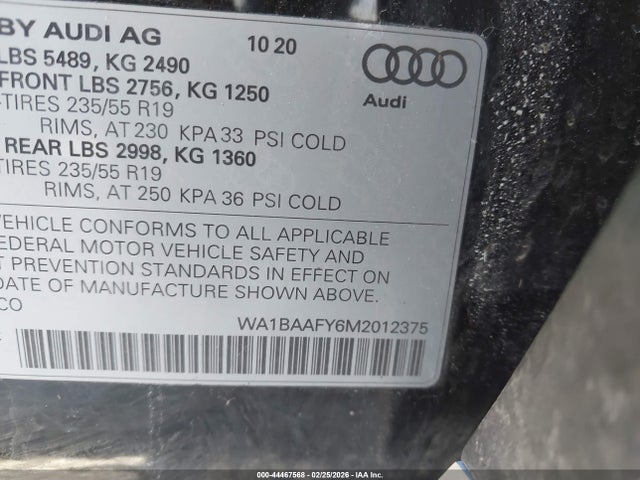 BY AUDI AG
10 20
LBS 5489, KG 2490
FRONT LBS 2756, KG 1250
-TIRES 235/55 R19
RIMS, AT 230 KPA 33 PSI COLD
REAR LBS 2998, KG 1360
-TIRES 235/55 R19
RIMS, AT 250 KPA 36 PSI COLD
Audi
VEHICLE CONFORMS TO ALL APPLICABLE
FEDERAL MOTOR VEHICLE SAFETY AND
T PREVENTION STANDARDS IN EFFECT ON
DATE OF MANUFACTURE SHOWN ABOVE.
CO
WA1BAAFY6M2012375
000-44467568 - 02/25/2026 - IAA Inc.